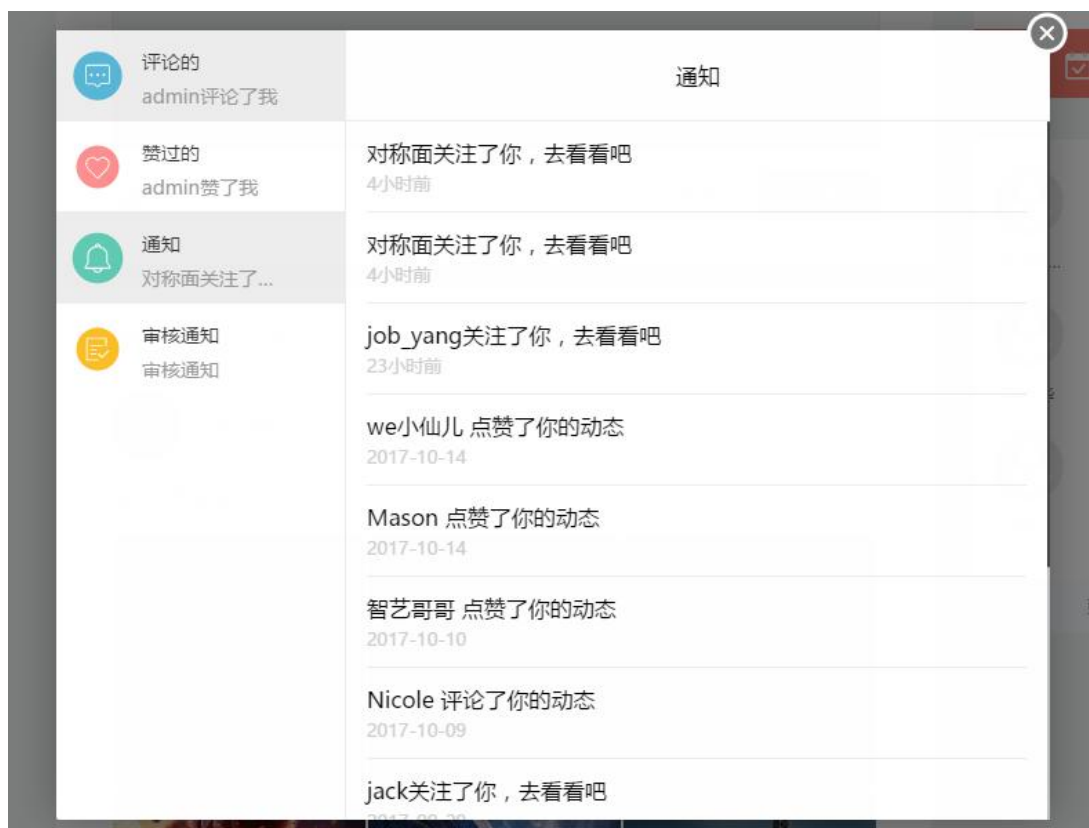 评论的
admin评论了我
赞过的
admin赞了我
通知
对称面关注了...
审核通知
审核通知
通知
对称面关注了你，去看看吧
4小时前
对称面关注了你，去看看吧
4小时前
job_yang关注了你，去看看吧
23小时前
we小仙儿 点赞了你的动态
2017-10-14
Mason 点赞了你的动态
2017-10-14
智艺哥哥 点赞了你的动态
2017-10-10
Nicole 评论了你的动态
2017-10-09
jack关注了你，去看看吧